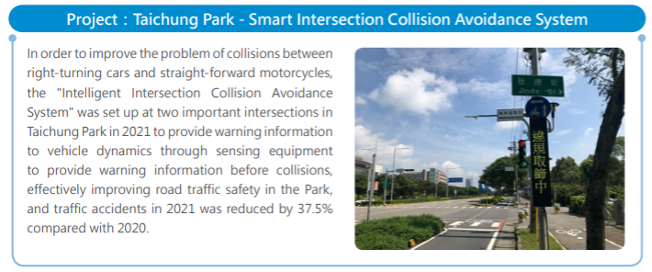 Project : Taichung Park - Smart Intersection Collision Avoidance System
In order to improve the problem of collisions between
right-turning cars and straight-forward motorcycles,
the "Intelligent Intersection Collision Avoidance
System" was set up at two important intersections in
Taichung Park in 2021 to provide warning information
to vehicle dynamics through sensing equipment
to provide warning information before collisions,
effectively improving road traffic safety in the Park,
and traffic accidents in 2021 was reduced by 37.5%
compared with 2020.
違規取締中